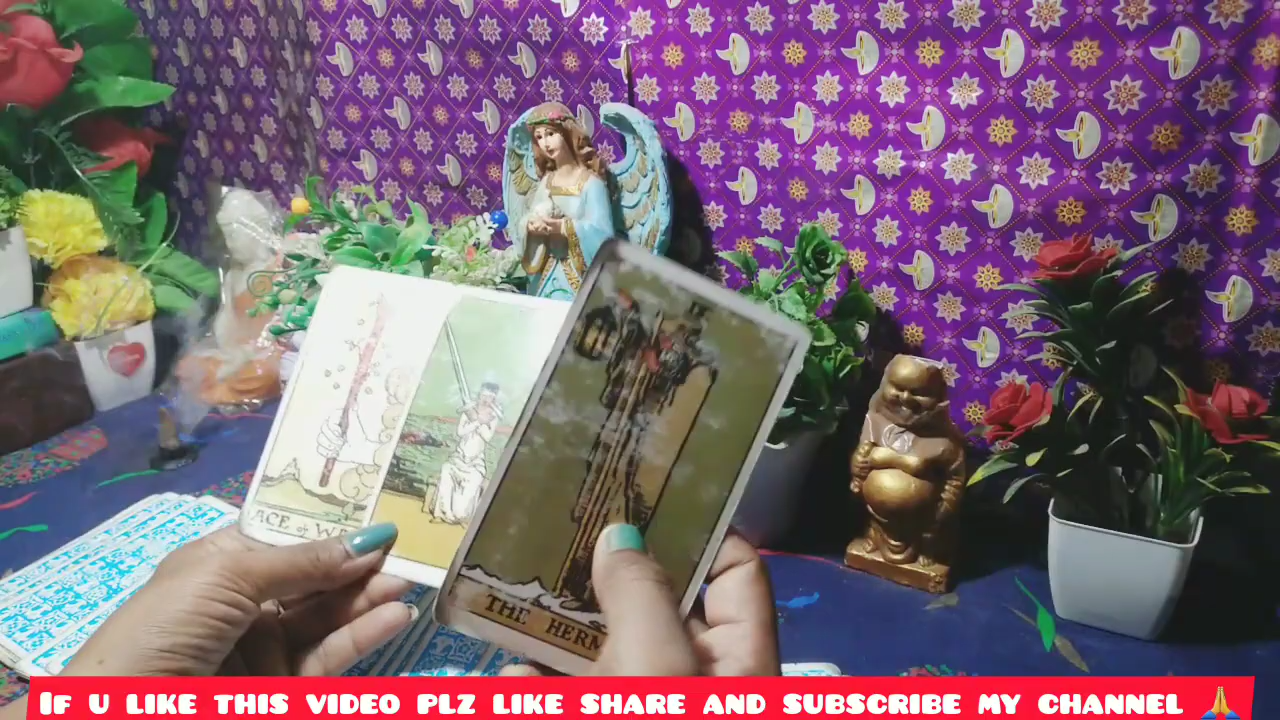 ACE of W
THE HERM
IF U LIKE THIS VIDEO PLZ LIKE SHARE AND SUBSCRIBE MY CHANNEL 🙏